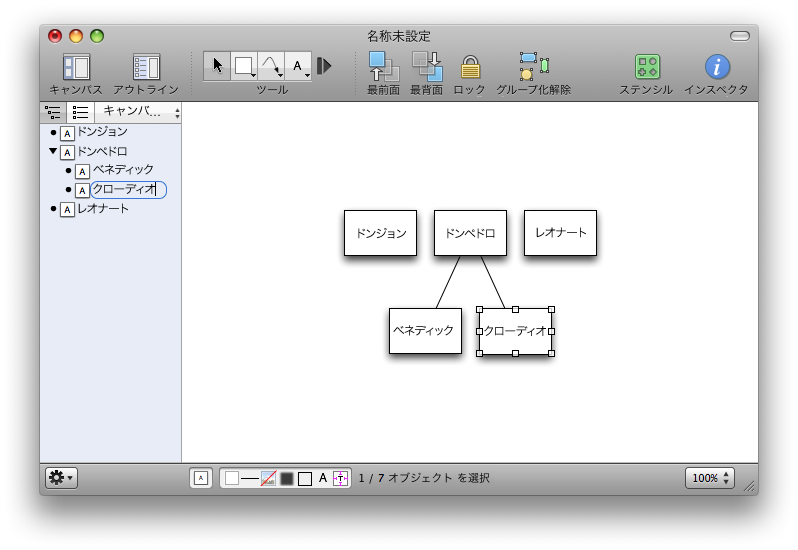 名称未設定
キャンバス アウトライン ツール 最前面 最背面 ロック グループ化解除 ステンシル インスペクタ
A
キャンバ...
A ドンジョン
A ドンペドロ
A ベネディック
A クローディオ
A レオナート
ドンジョン ドンペドロ レオナート
ベネディック クローディオ
A A T 1 / 7 オブジェクト を選択 100%